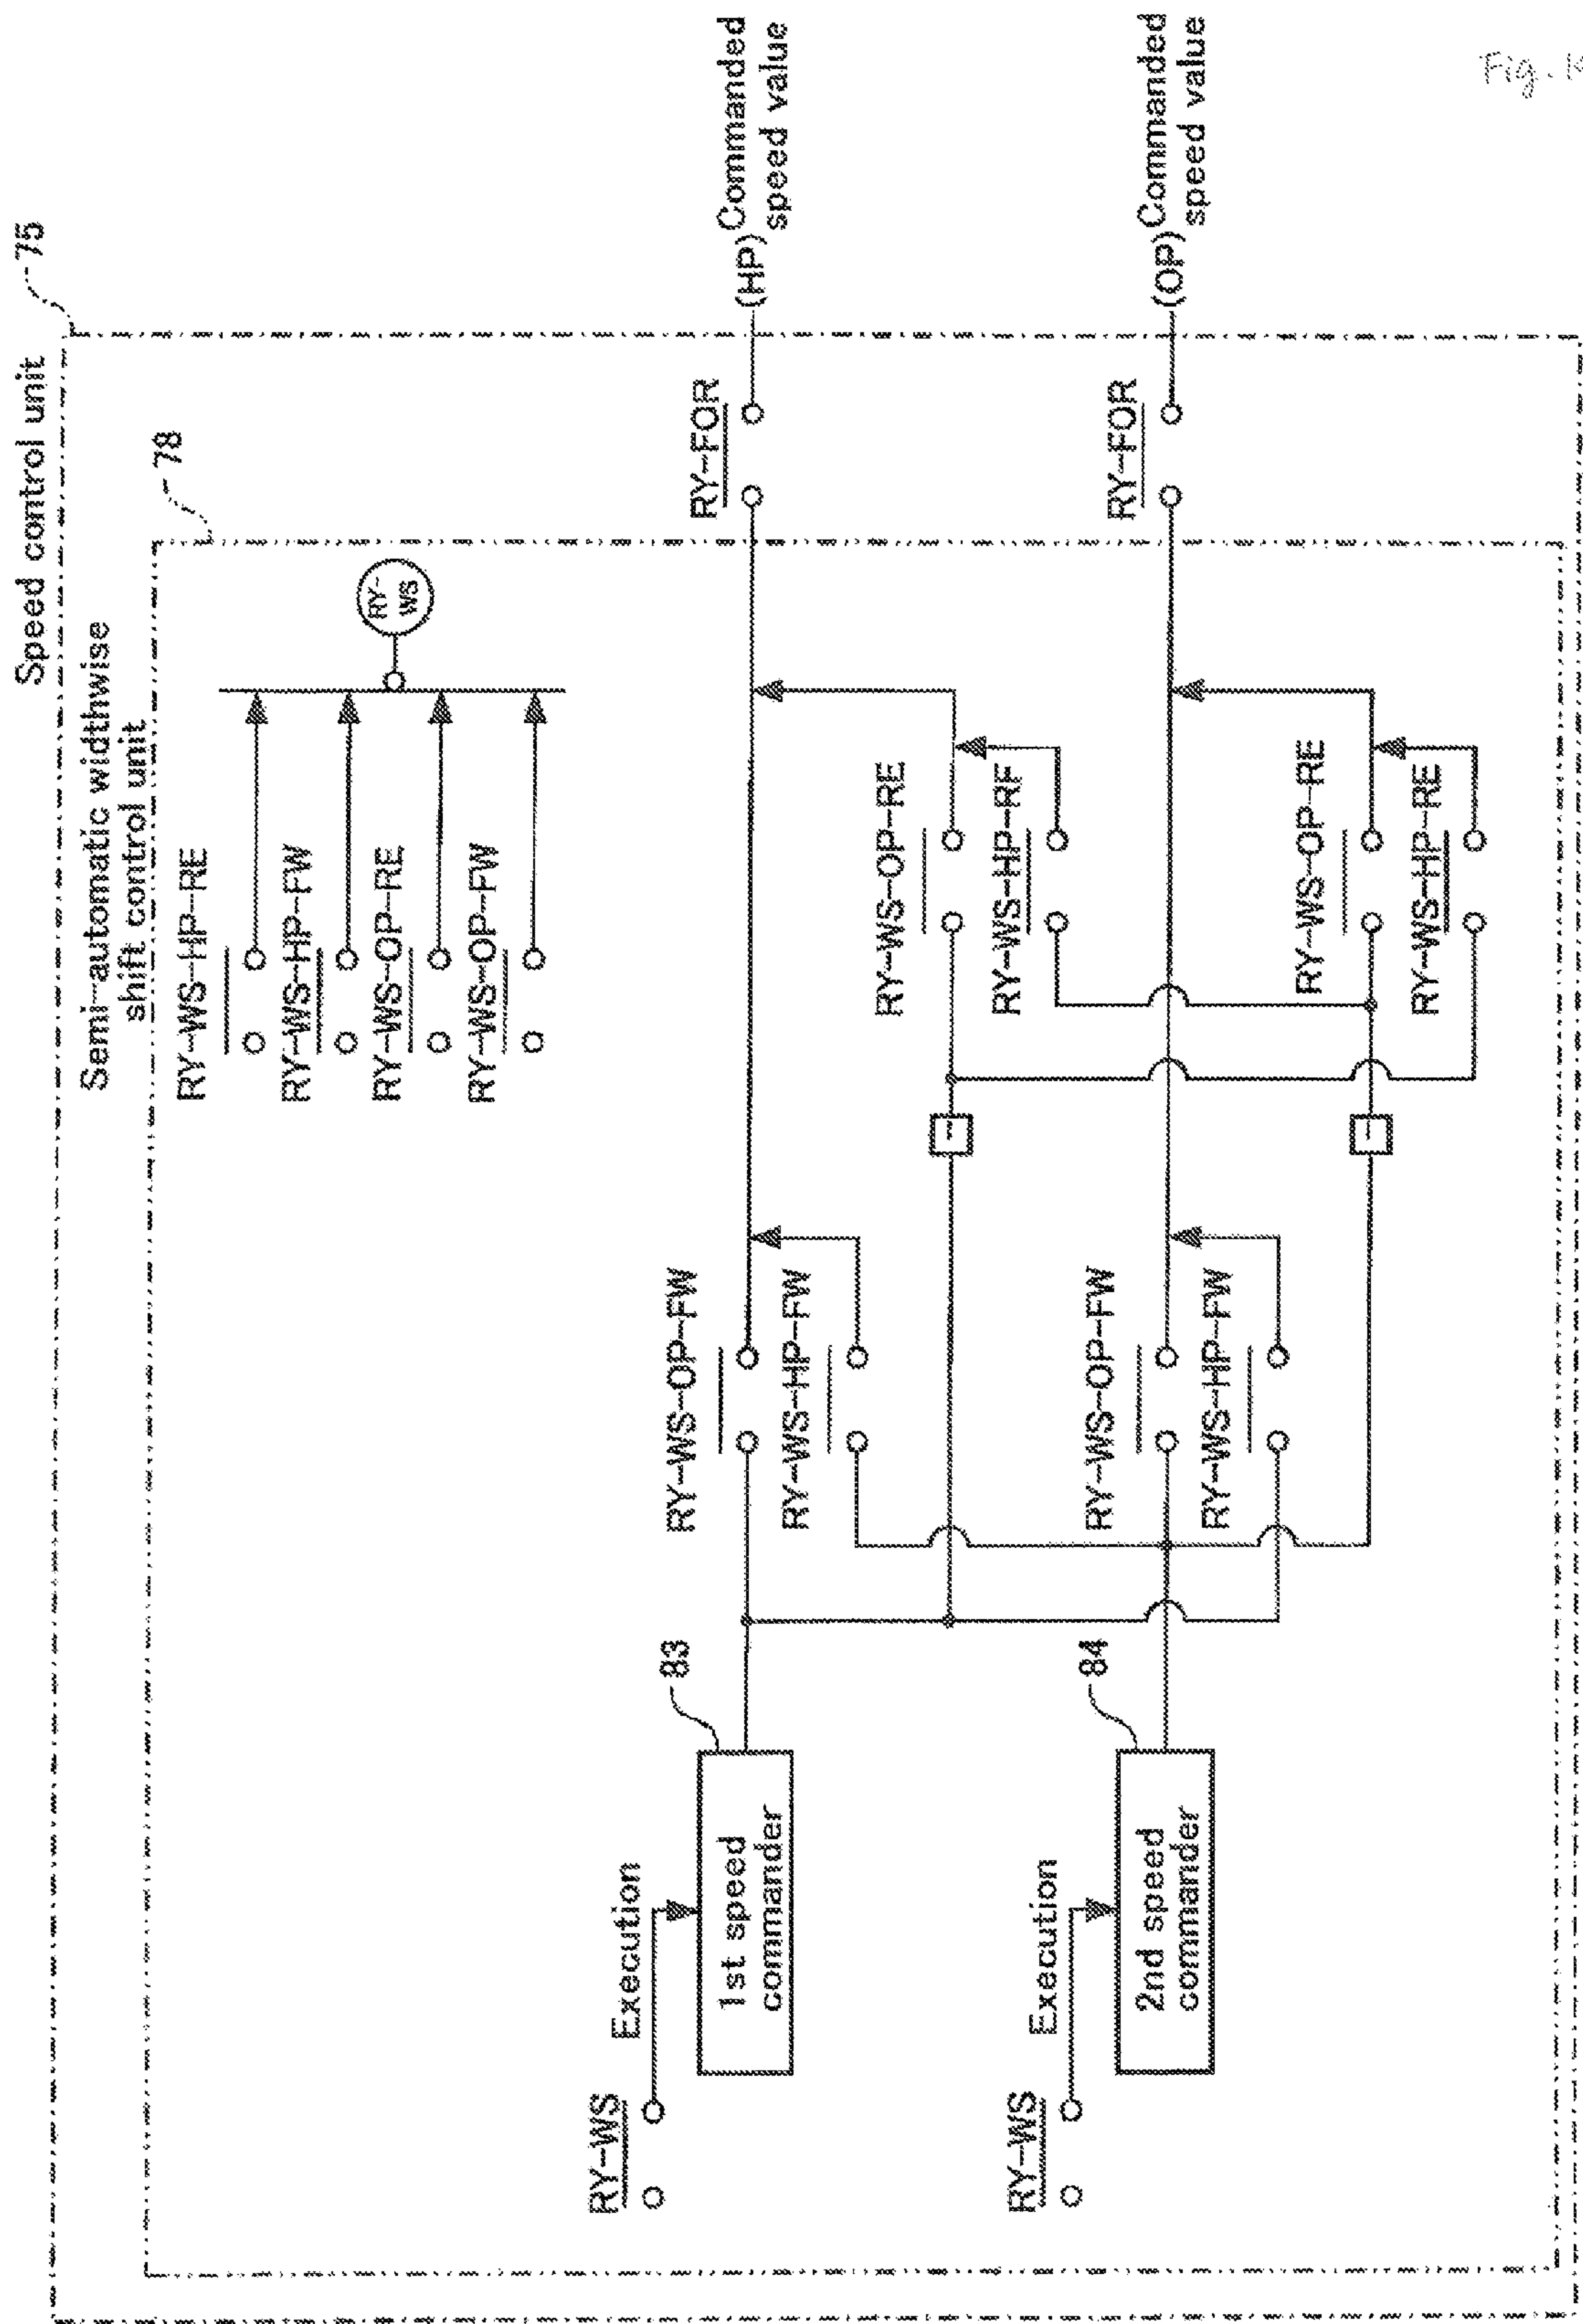 Speed control unit
75
Semi-automatic widthwise
shift control unit
78
RY-WS-HP-RE
RY-WS-HP-FW
RY-WS-OP-RE
RY-WS-OP-FW
RY-
WS
RY-WS
Execution
83
1st speed
commander
RY-WS-OP-FW
RY-WS-HP-FW
RY-WS-OP-RE
RY-WS-HP-RF
RY-FOR
(HP)
Commanded
speed value
RY-WS
Execution
84
2nd speed
commander
RY-WS-OP-FW
RY-WS-HP-FW
RY-WS-OP-RE
RY-WS-HP-RE
RY-FOR
(OP)
Commanded
speed value
Fig.